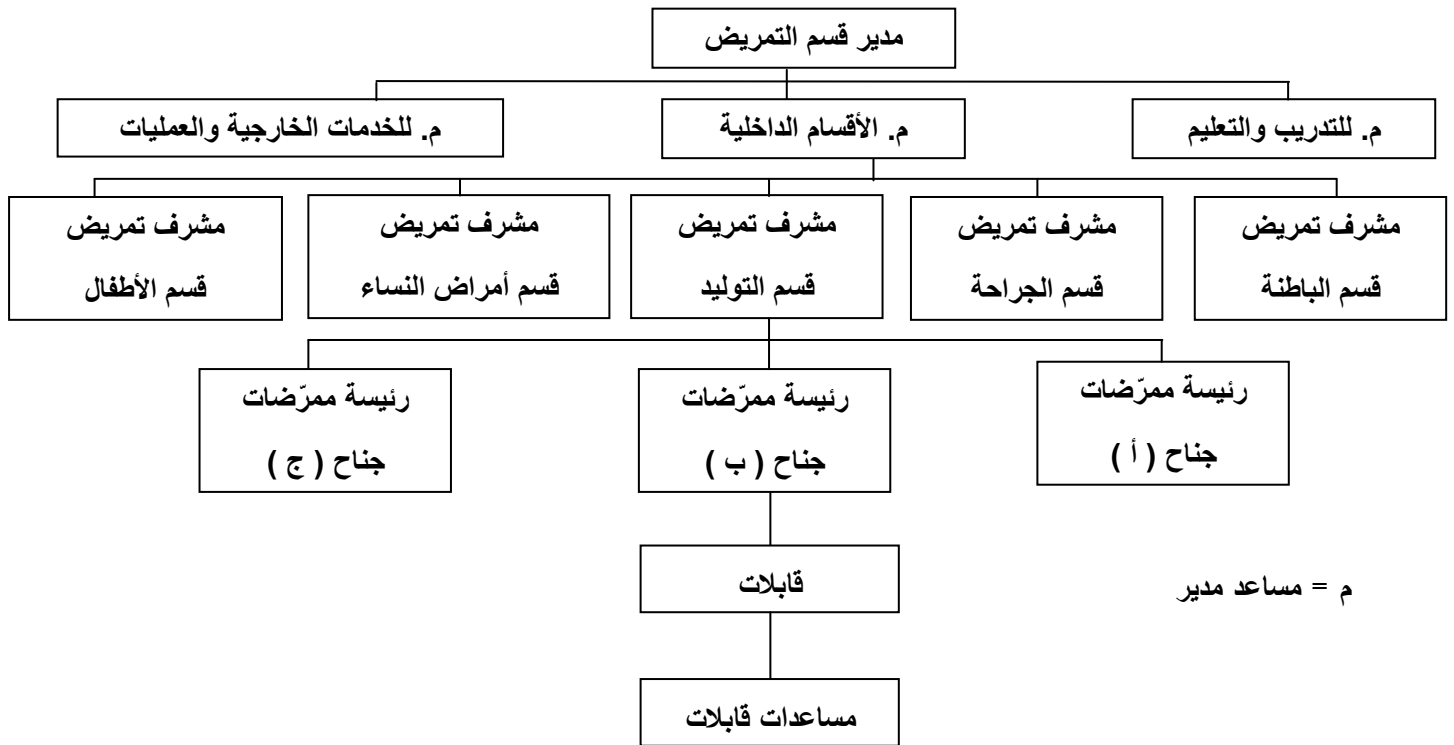 مدير قسم التمريض
م. للتدريب والتعليم
م. الأقسام الداخلية
م. للخدمات الخارجية والعمليات
مشرف تمريض
قسم الباطنة
مشرف تمريض
قسم الجراحة
مشرف تمريض
قسم التوليد
مشرف تمريض
قسم أمراض النساء
مشرف تمريض
قسم الأطفال
رئيسة ممرّضات
جناح ( أ )
رئيسة ممرّضات
جناح ( ب )
رئيسة ممرّضات
جناح ( ج )
قابلات
م = مساعد مدير
مساعدات قابلات